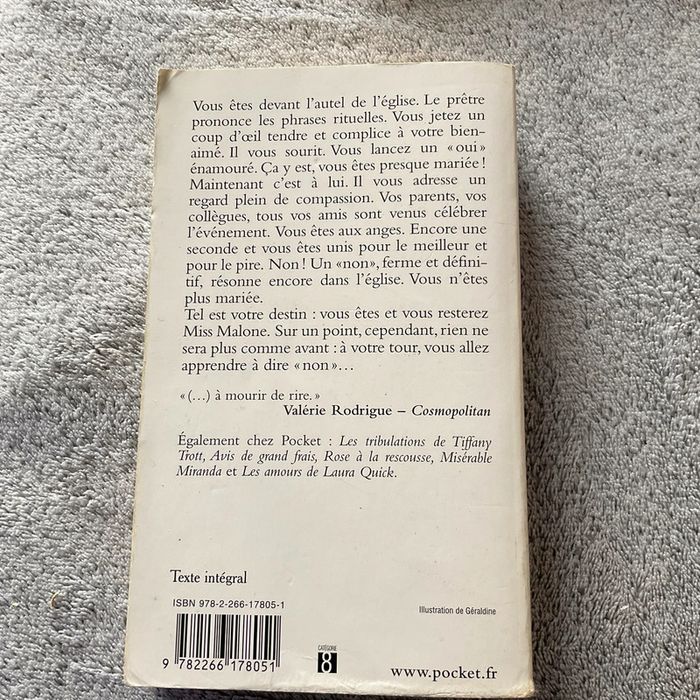 Vous êtes devant l'autel de l'église. Le prêtre
prononce les phrases rituelles. Vous jetez un
coup d'œil tendre et complice à votre bien-
aimé. Il vous sourit. Vous lancez un « oui »
énamouré. Ça y est, vous êtes presque mariée !
Maintenant c'est à lui. Il vous adresse un
regard plein de compassion. Vos parents, vos
collègues, tous vos amis sont venus célébrer
l'événement. Vous êtes aux anges. Encore une
seconde et vous êtes unis pour le meilleur et
pour le pire. Non ! Un « non », ferme et défini-
tif, résonne encore dans l'église. Vous n'êtes
plus mariée.
Tel est votre destin : vous êtes et vous resterez
Miss Malone. Sur un point, cependant, rien ne
sera plus comme avant : à votre tour, vous allez
apprendre à dire « non »...
« (...) à mourir de rire. »
Valérie Rodrigue – Cosmopolitan
Également chez Pocket : Les tribulations de Tiffany
Trott, Avis de grand frais, Rose à la rescousse, Misérable
Miranda et Les amours de Laura Quick.
Texte intégral
ISBN 978-2-266-17805-1
Illustration de Géraldine
9 782266 178051
CATÉGORIE
8
www.pocket.fr